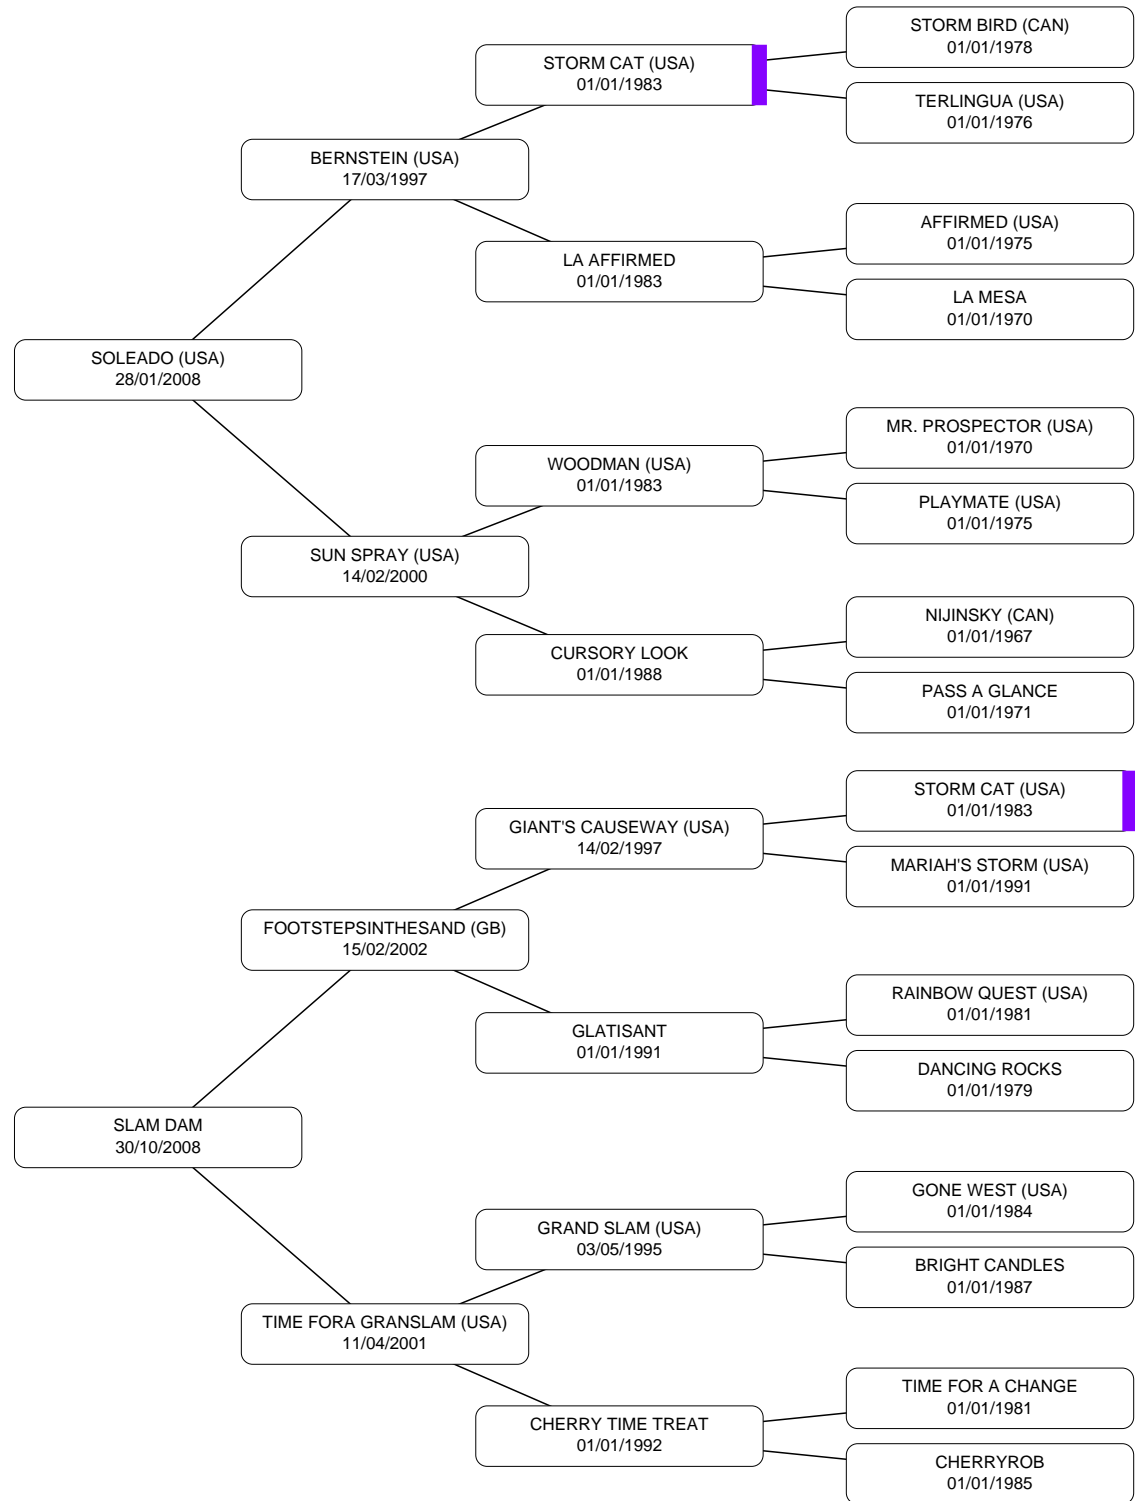 STORM BIRD (CAN)
01/01/1978
STORM CAT (USA)
01/01/1983
TERLINGUA (USA)
01/01/1976
BERNSTEIN (USA)
17/03/1997
AFFIRMED (USA)
01/01/1975
LA AFFIRMED
01/01/1983
LA MESA
01/01/1970
SOLEADO (USA)
28/01/2008
MR. PROSPECTOR (USA)
01/01/1970
WOODMAN (USA)
01/01/1983
PLAYMATE (USA)
01/01/1975
SUN SPRAY (USA)
14/02/2000
NIJINSKY (CAN)
01/01/1967
CURSORY LOOK
01/01/1988
PASS A GLANCE
01/01/1971
STORM CAT (USA)
01/01/1983
GIANT'S CAUSEWAY (USA)
14/02/1997
MARIAH'S STORM (USA)
01/01/1991
FOOTSTEPSINTHESAND (GB)
15/02/2002
RAINBOW QUEST (USA)
01/01/1981
GLATISANT
01/01/1991
DANCING ROCKS
01/01/1979
SLAM DAM
30/10/2008
GONE WEST (USA)
01/01/1984
GRAND SLAM (USA)
03/05/1995
BRIGHT CANDLES
01/01/1987
TIME FORA GRANSLAM (USA)
11/04/2001
TIME FOR A CHANGE
01/01/1981
CHERRY TIME TREAT
01/01/1992
CHERRYROB
01/01/1985